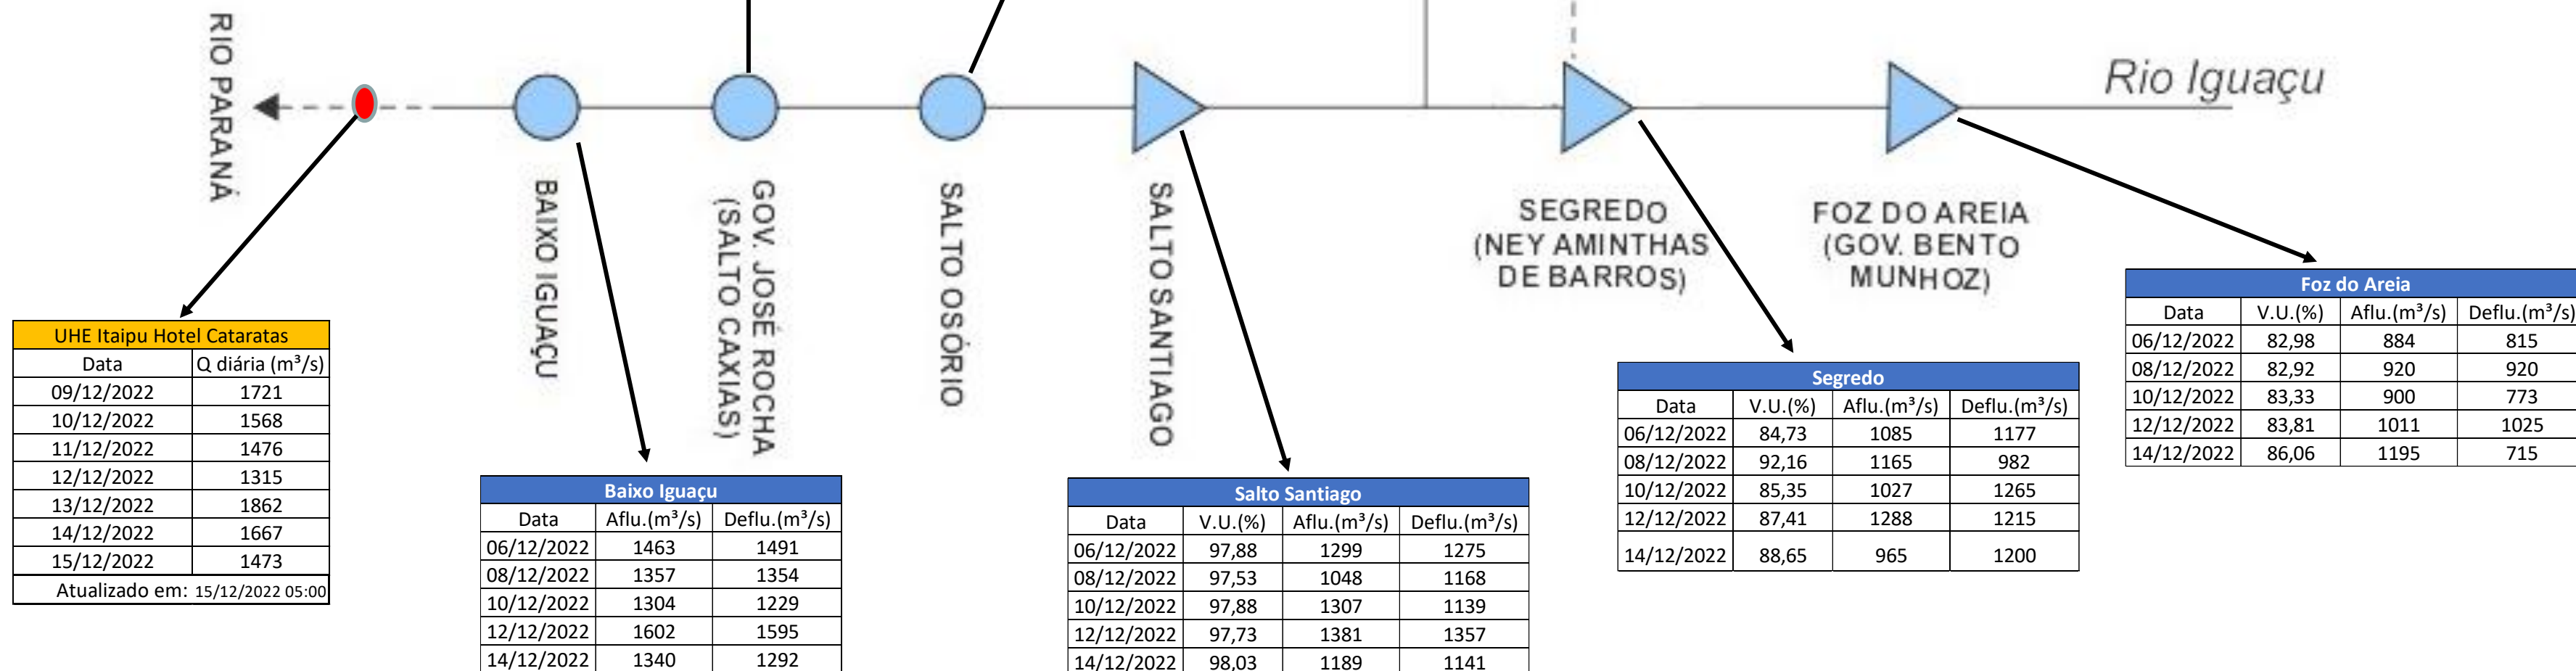 RIO PARANÁ
BAIXO IGUAÇU
GOV. JOSÉ ROCHA
(SALTO CAXIAS)
SALTO OSÓRIO
SALTO SANTIAGO
SEGREDO
(NEY AMINTHAS
DE BARROS)
FOZ DO AREIA
(GOV. BENTO
MUNHOZ)
Rio Iguaçu
UHE Itaipu Hotel Cataratas
Data Q diária (m³/s)
09/12/2022 1721
10/12/2022 1568
11/12/2022 1476
12/12/2022 1315
13/12/2022 1862
14/12/2022 1667
15/12/2022 1473
Atualizado em: 15/12/2022 05:00
Baixo Iguaçu
Data Aflu.(m³/s) Deflu.(m³/s)
06/12/2022 1463 1491
08/12/2022 1357 1354
10/12/2022 1304 1229
12/12/2022 1602 1595
14/12/2022 1340 1292
Salto Santiago
Data V.U.(%) Aflu.(m³/s) Deflu.(m³/s)
06/12/2022 97,88 1299 1275
08/12/2022 97,53 1048 1168
10/12/2022 97,88 1307 1139
12/12/2022 97,73 1381 1357
14/12/2022 98,03 1189 1141
Segredo
Data V.U.(%) Aflu.(m³/s) Deflu.(m³/s)
06/12/2022 84,73 1085 1177
08/12/2022 92,16 1165 982
10/12/2022 85,35 1027 1265
12/12/2022 87,41 1288 1215
14/12/2022 88,65 965 1200
Foz do Areia
Data V.U.(%) Aflu.(m³/s) Deflu.(m³/s)
06/12/2022 82,98 884 815
08/12/2022 82,92 920 920
10/12/2022 83,33 900 773
12/12/2022 83,81 1011 1025
14/12/2022 86,06 1195 715